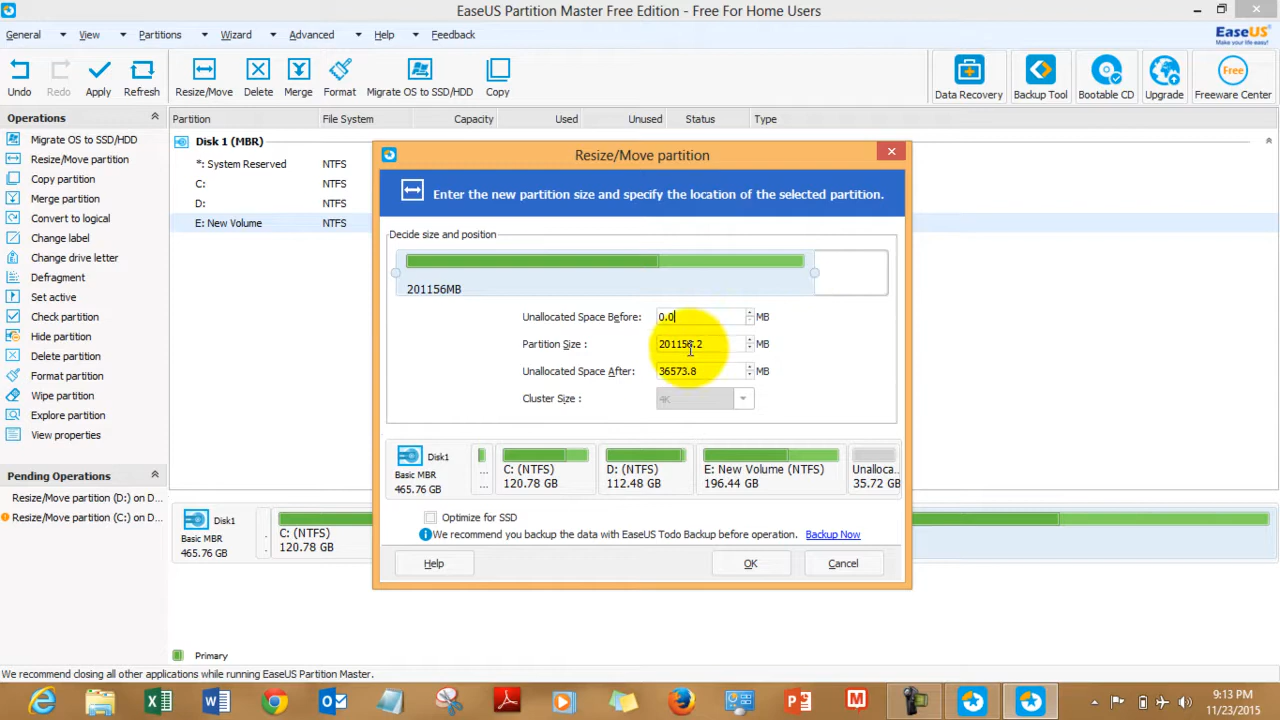 EaseUS Partition Master Free Edition - Free For Home Users
General View Partitions Wizard Advanced Help Feedback
EaseUS
Make your life easy!
Undo Redo Apply Refresh Resize/Move Delete Merge Format Migrate OS to SSD/HDD Copy Data Recovery Backup Tool Bootable CD Upgrade Free Freeware Center
Operations
Partition File System Capacity Used Unused Status Type
Migrate OS to SSD/HDD
Resize/Move partition
Copy partition
Merge partition
Convert to logical
Change label
Change drive letter
Defragment
Set active
Check partition
Hide partition
Delete partition
Format partition
Wipe partition
Explore partition
View properties
Pending Operations
Resize/Move partition (D:) on D...
Resize/Move partition (C:) on D...
Disk 1 (MBR)
*: System Reserved NTFS
C: NTFS
D: NTFS
E: New Volume NTFS
Resize/Move partition
Enter the new partition size and specify the location of the selected partition.
Decide size and position
201156MB
Unallocated Space Before: 0.0 MB
Partition Size : 201156.2 MB
Unallocated Space After: 36573.8 MB
Cluster Size : 4K
Disk1
Basic MBR
465.76 GB
...
...
C: (NTFS)
120.78 GB
D: (NTFS)
112.48 GB
E: New Volume (NTFS)
196.44 GB
Unalloca...
35.72 GB
Optimize for SSD
We recommend you backup the data with EaseUS Todo Backup before operation. Backup Now
Help OK Cancel
Disk1
Basic MBR
465.76 GB
.
.
C: (NTFS)
120.78 GB
Primary
We recommend closing all other applications while running EaseUS Partition Master.
9:13 PM
11/23/2015